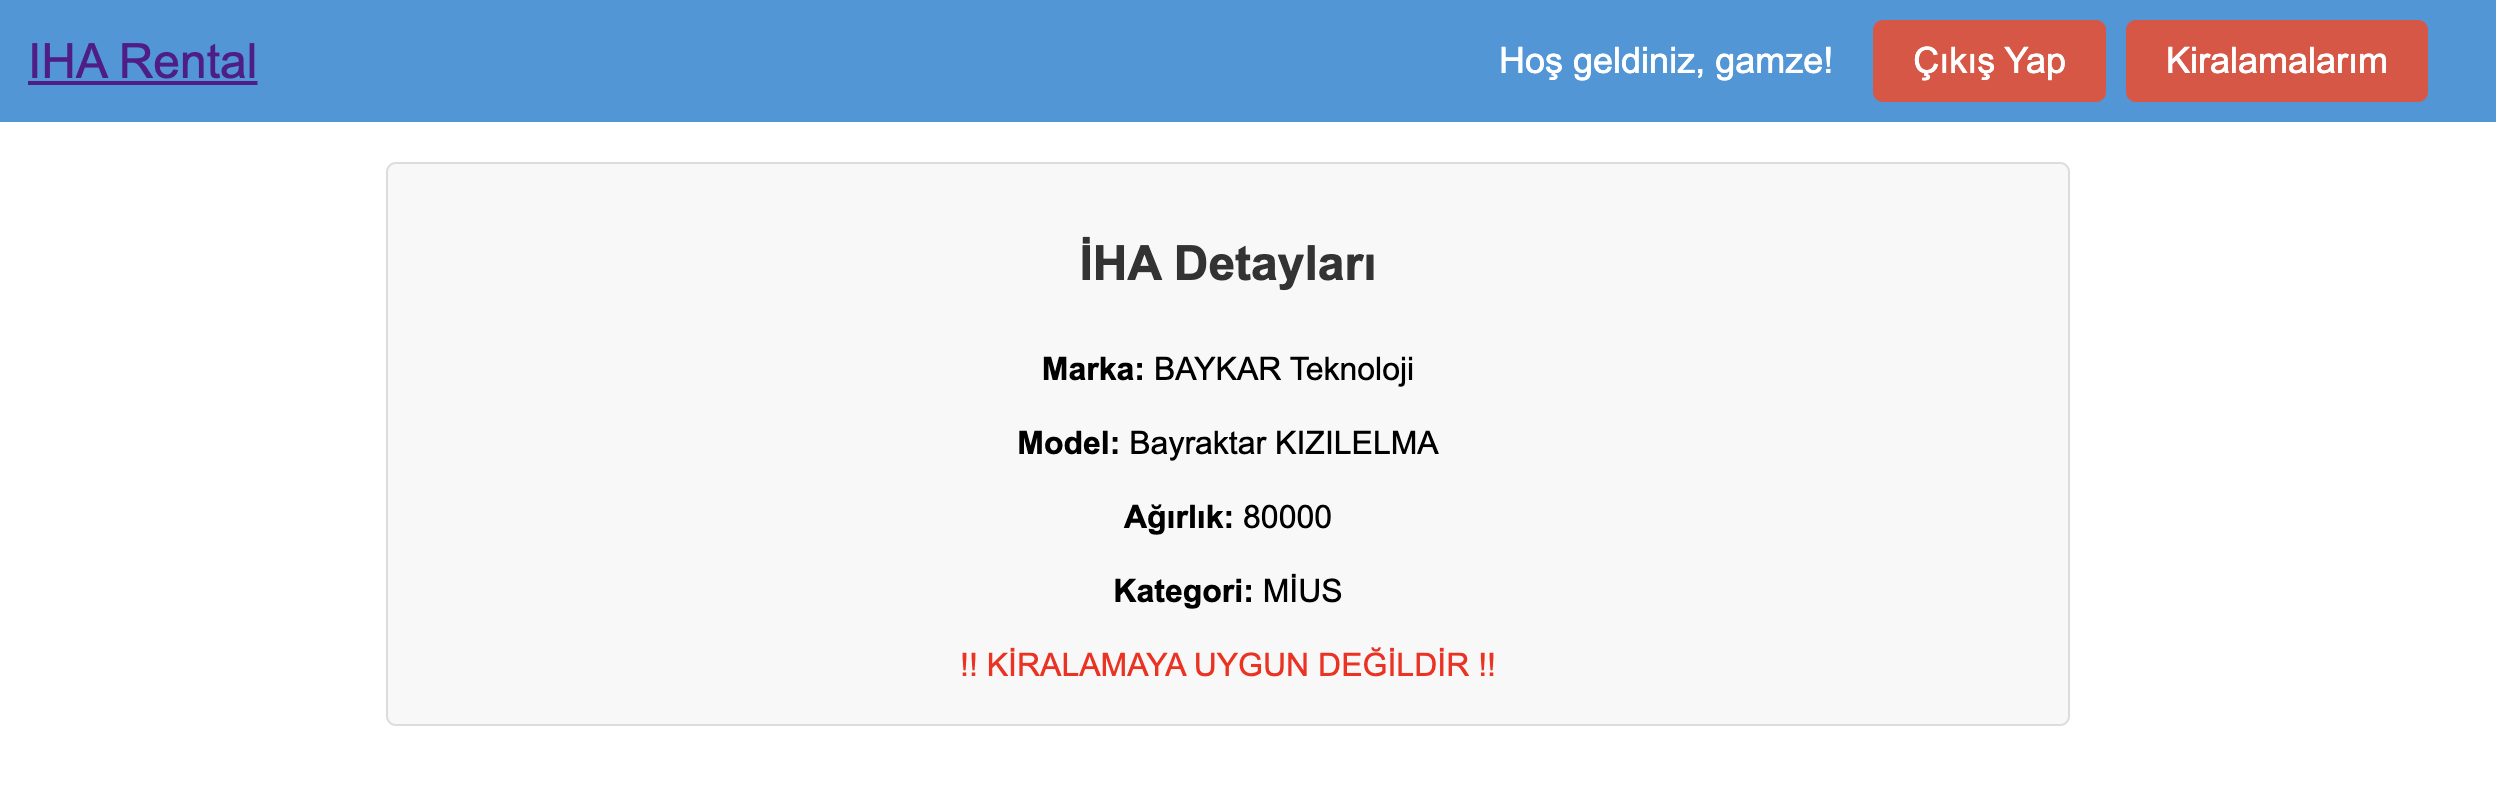 IHA Rental
Hoş geldiniz, gamze!
Çıkış Yap
Kiralamalarım
İHA Detayları
Marka: BAYKAR Teknoloji
Model: Bayraktar KIZILELMA
Ağırlık: 80000
Kategori: MİUS
!! KİRALAMAYA UYGUN DEĞİLDİR !!